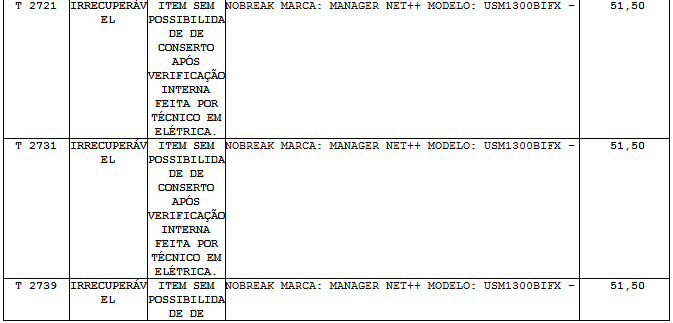 T 2721 IRRECUPERÁV ITEM SEM NOBREAK MARCA: MANAGER NET++ MODELO: USM1300BIFX - 51,50
EL POSSIBILIDA
DE DE
CONSERTO
APÓS
VERIFICAÇÃO
INTERNA
FEITA POR
TÉCNICO EM
ELÉTRICA.
T 2731 IRRECUPERÁV ITEM SEM NOBREAK MARCA: MANAGER NET++ MODELO: USM1300BIFX - 51,50
EL POSSIBILIDA
DE DE
CONSERTO
APÓS
VERIFICAÇÃO
INTERNA
FEITA POR
TÉCNICO EM
ELÉTRICA.
T 2739 IRRECUPERÁV ITEM SEM NOBREAK MARCA: MANAGER NET++ MODELO: USM1300BIFX - 51,50
EL POSSIBILIDA
DE DE